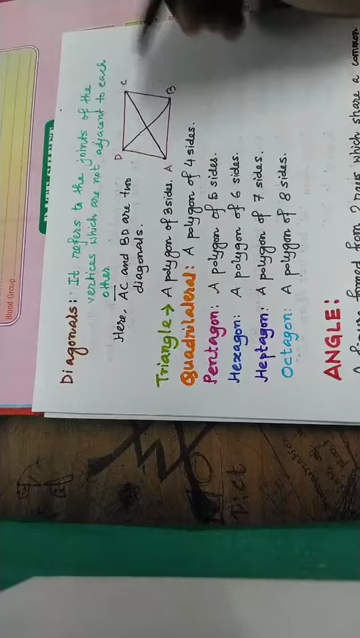 Blood Group
Diagonals: It refers to the joints of the
vertices which are not adjacent to each
other.
D C
A B
Here, AC and BD are two
diagonals.
Triangle → A polygon of 3 sides.
Quadrilateral: A polygon of 4 sides.
Pentagon: A polygon of 5 sides.
Hexagon: A polygon of 6 sides.
Heptagon: A polygon of 7 sides.
Octagon: A polygon of 8 sides.
ANGLE:
A figure formed from 2 rays which share a common